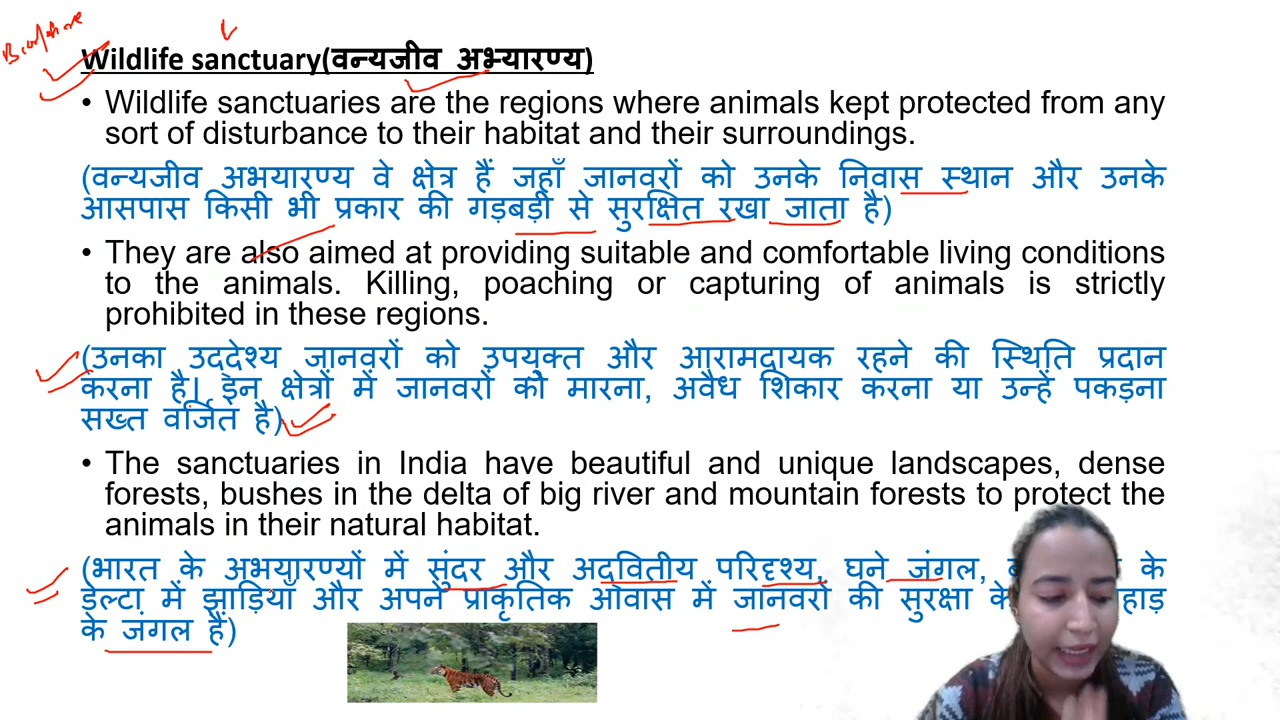 Wildlife sanctuary(वन्यजीव अभ्यारण्य)
• Wildlife sanctuaries are the regions where animals kept protected from any
sort of disturbance to their habitat and their surroundings.
(वन्यजीव अभयारण्य वे क्षेत्र हैं जहाँ जानवरों को उनके निवास स्थान और उनके
आसपास किसी भी प्रकार की गड़बड़ी से सुरक्षित रखा जाता है)
• They are also aimed at providing suitable and comfortable living conditions
to the animals. Killing, poaching or capturing of animals is strictly
prohibited in these regions.
(उनका उद्देश्य जानवरों को उपयुक्त और आरामदायक रहने की स्थिति प्रदान
करना है। इन क्षेत्रों में जानवरों को मारना, अवैध शिकार करना या उन्हें पकड़ना
सख्त वर्जित है)
• The sanctuaries in India have beautiful and unique landscapes, dense
forests, bushes in the delta of big river and mountain forests to protect the
animals in their natural habitat.
(भारत के अभयारण्यों में सुंदर और अद्वितीय परिदृश्य, घने जंगल, के
डेल्टा में झाड़ियाँ और अपने प्राकृतिक आवास में जानवरों की सुरक्षा
के जंगल हैं)